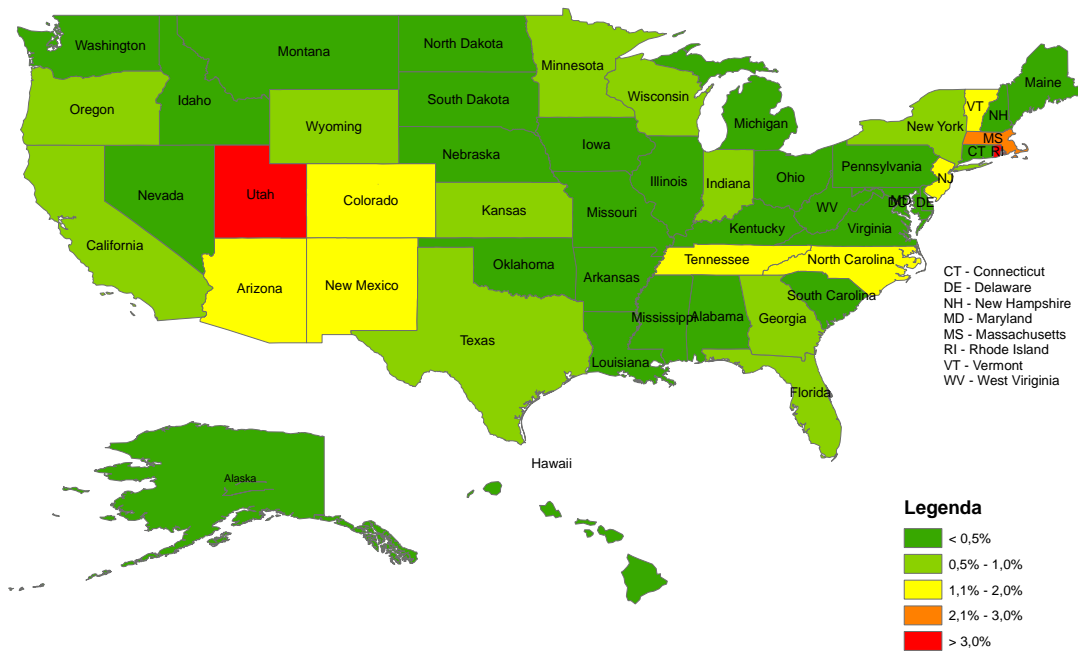 Washington
Montana
North Dakota
Minnesota
Maine
Oregon
Idaho
South Dakota
Wisconsin
VT
NH
Wyoming
Michigan
New York
MS
Nebraska
Iowa
CT RI
Nevada
Utah
Colorado
Kansas
Illinois
Indiana
Ohio
Pennsylvania
NJ
Missouri
WV
DC
MD
DE
California
Kentucky
Virginia
Arizona
New Mexico
Oklahoma
Arkansas
Tennessee
North Carolina
South Carolina
Texas
Mississippi
Alabama
Georgia
Louisiana
Florida
CT - Connecticut
DE - Delaware
NH - New Hampshire
MD - Maryland
MS - Massachusetts
RI - Rhode Island
VT - Vermont
WV - West Viriginia
Alaska
Hawaii
Legenda
< 0,5%
0,5% - 1,0%
1,1% - 2,0%
2,1% - 3,0%
> 3,0%